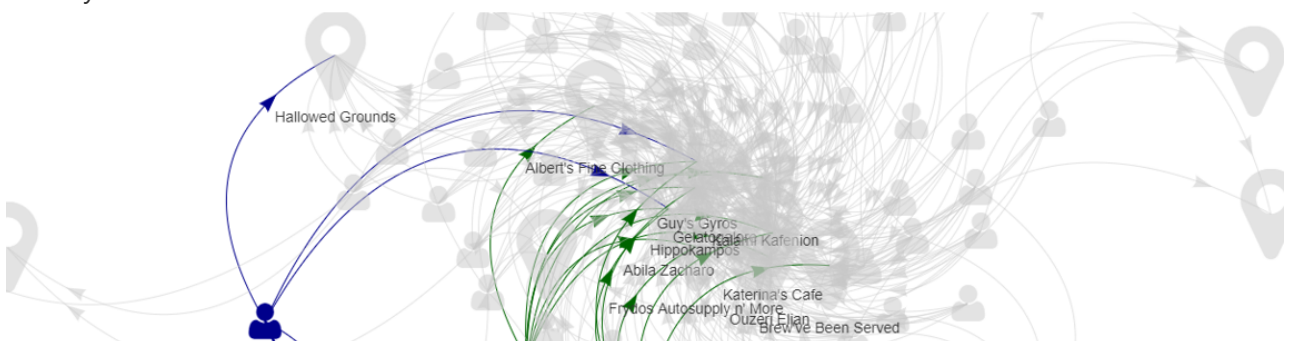 Hallowed Grounds
Albert's Fine Clothing
Guy's Gyros
Gelatogalore
Kalami Kafenion
Hippokampos
Abila Zacharo
Katerina's Cafe
Frydos Autosupply n' More
Ouzeri Elian
Brew've Been Served